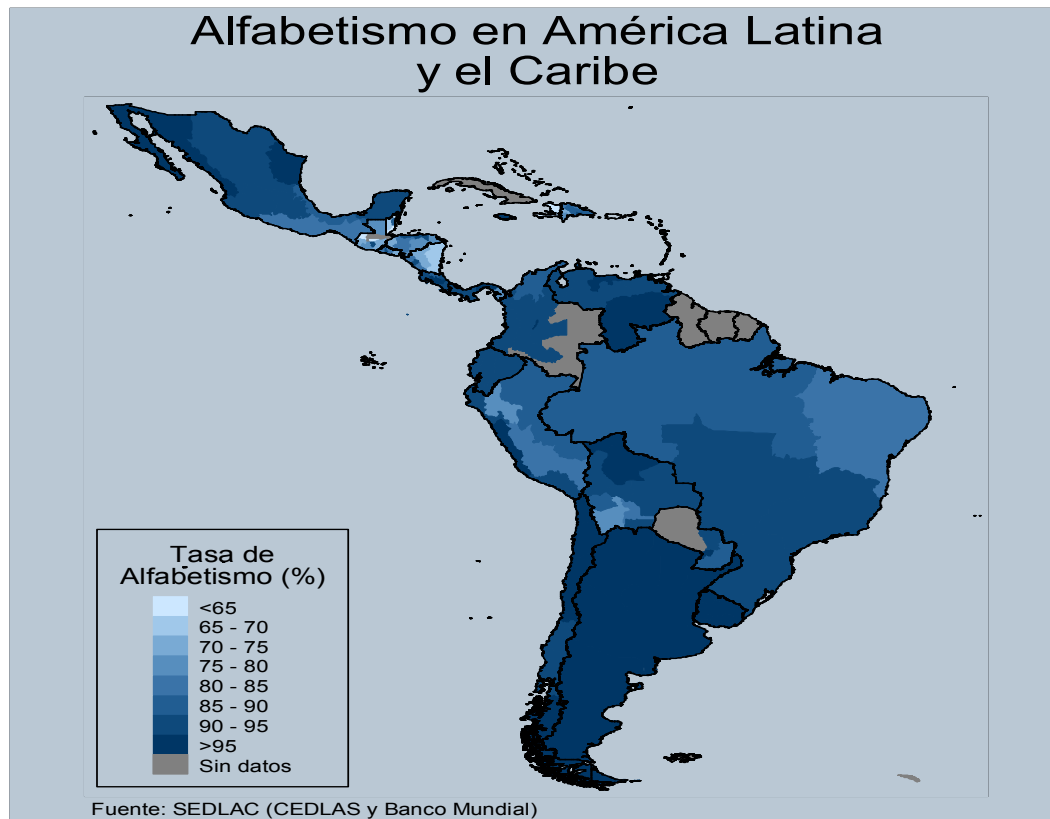 Alfabetismo en América Latina
y el Caribe
Tasa de
Alfabetismo (%)
<65
65 - 70
70 - 75
75 - 80
80 - 85
85 - 90
90 - 95
>95
Sin datos
Fuente: SEDLAC (CEDLAS y Banco Mundial)